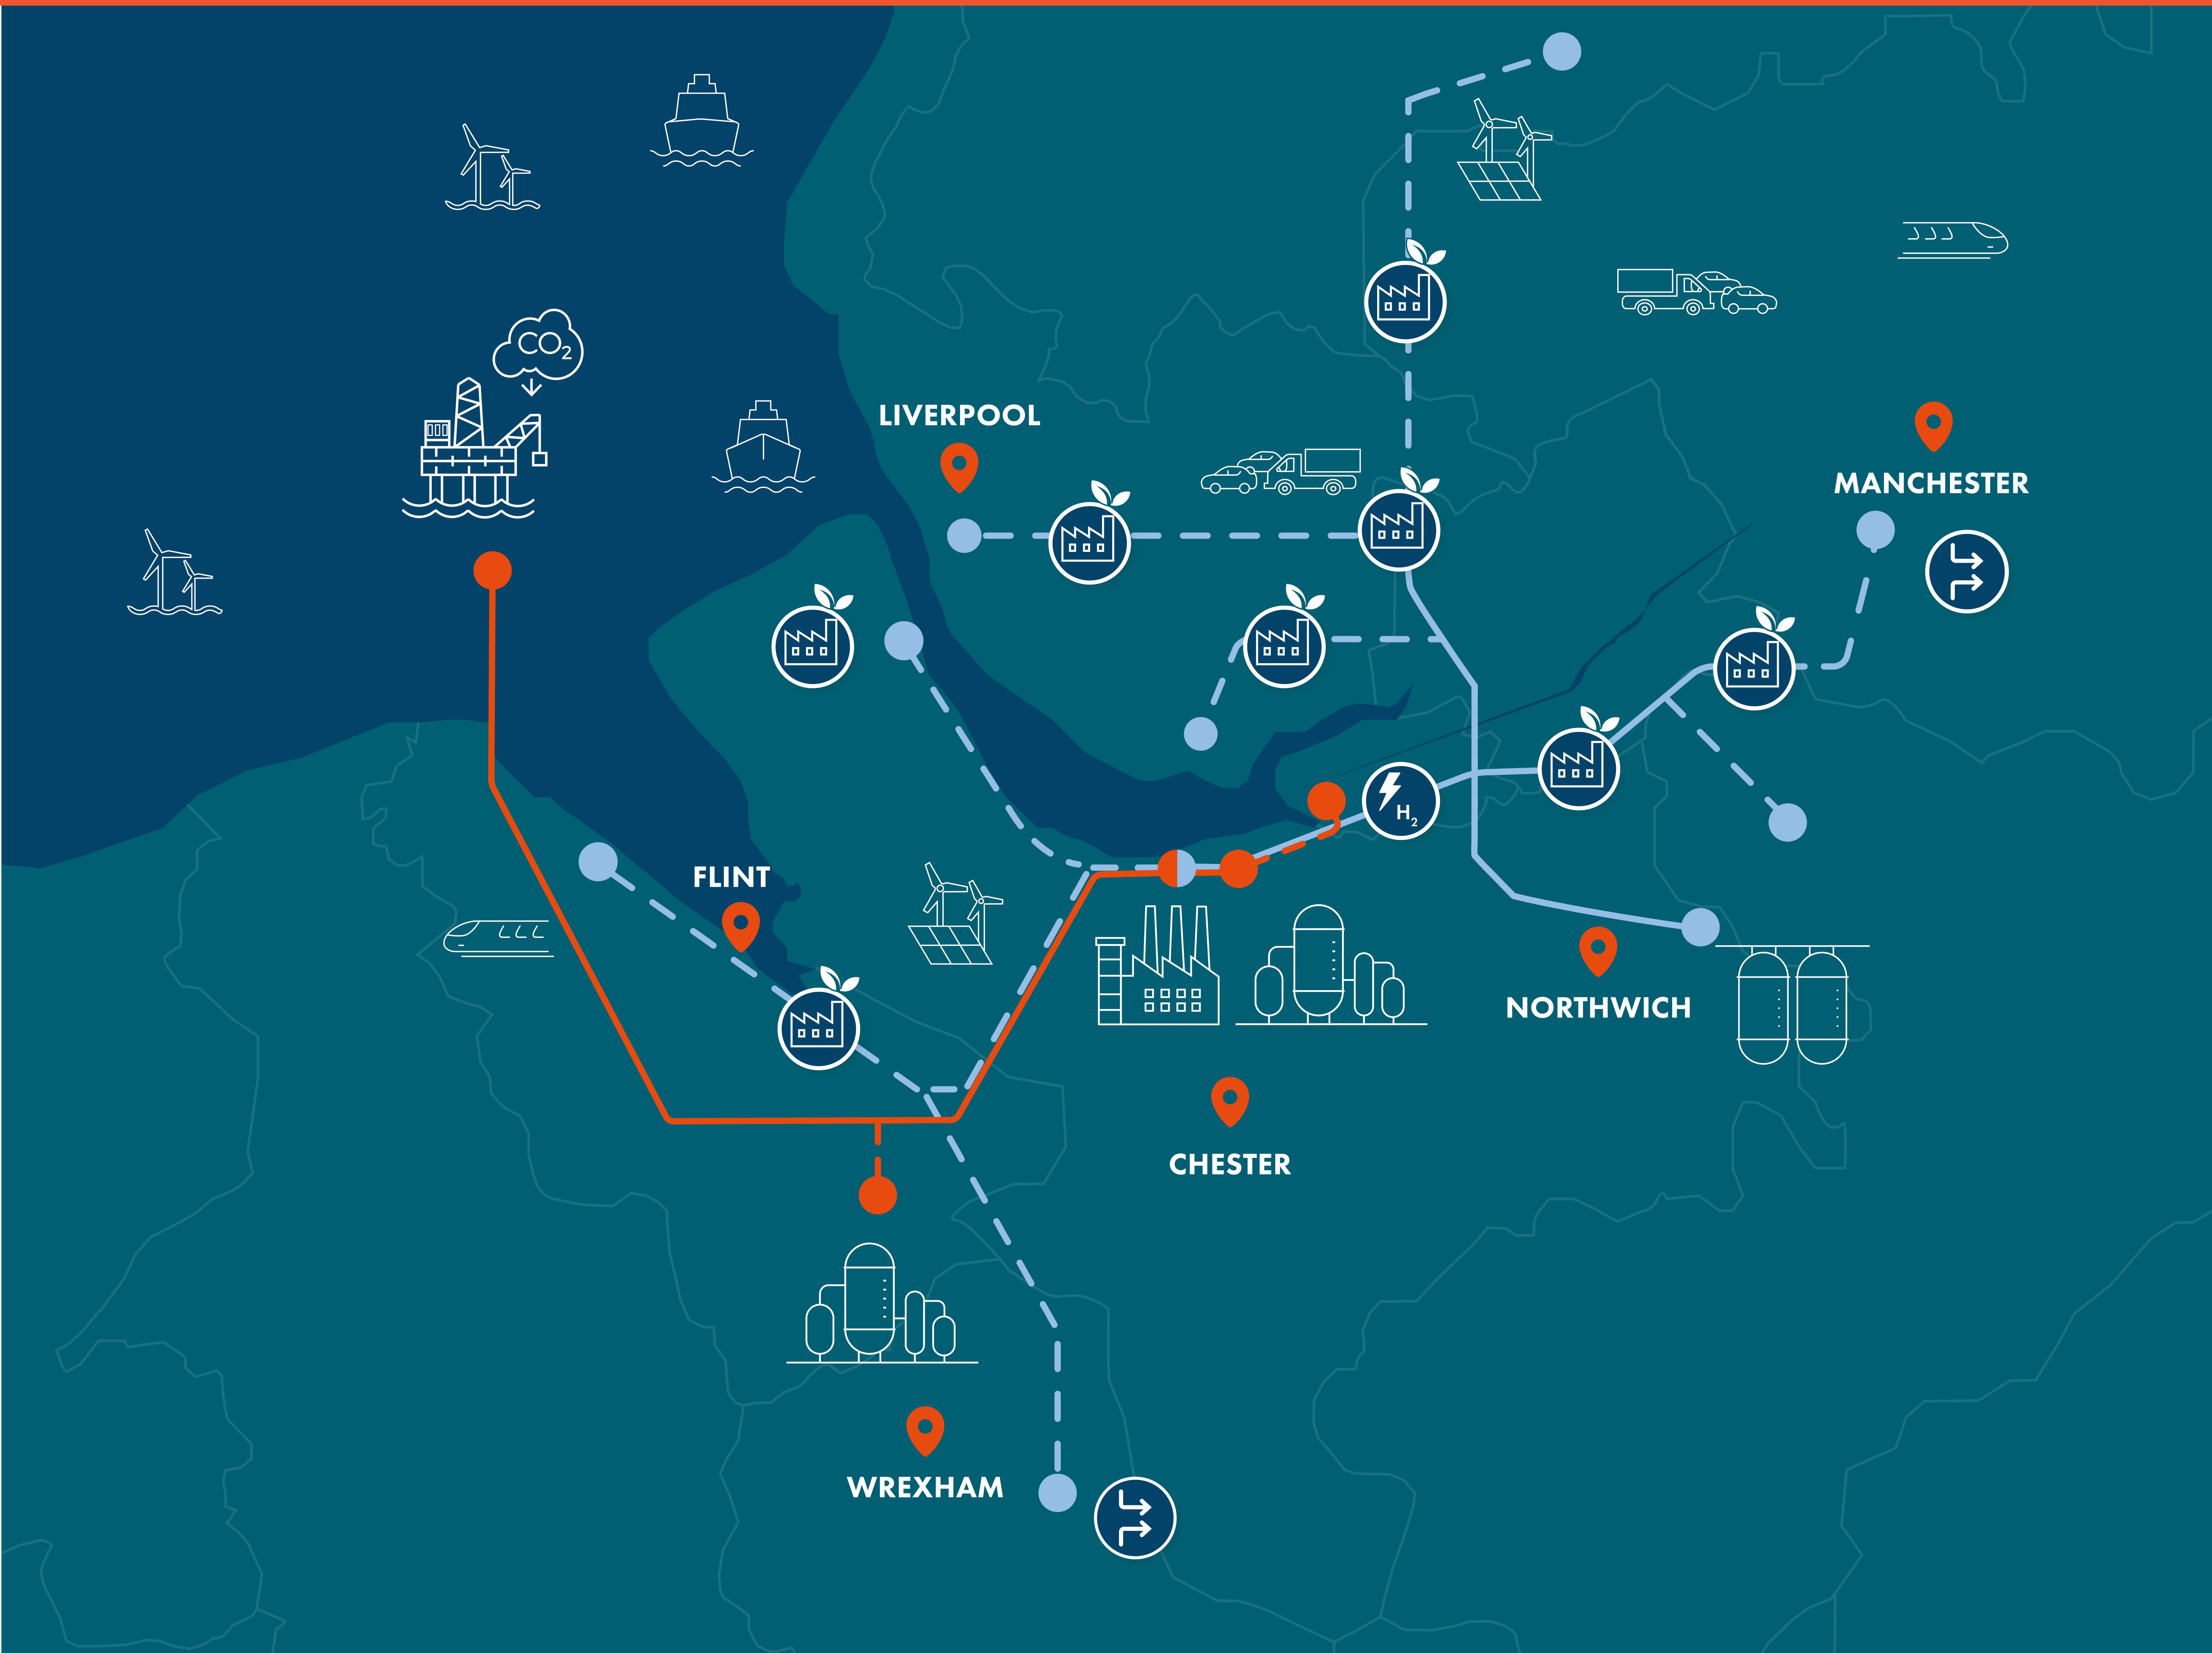 CO2
LIVERPOOL
MANCHESTER
H2
FLINT
NORTHWICH
CHESTER
WREXHAM